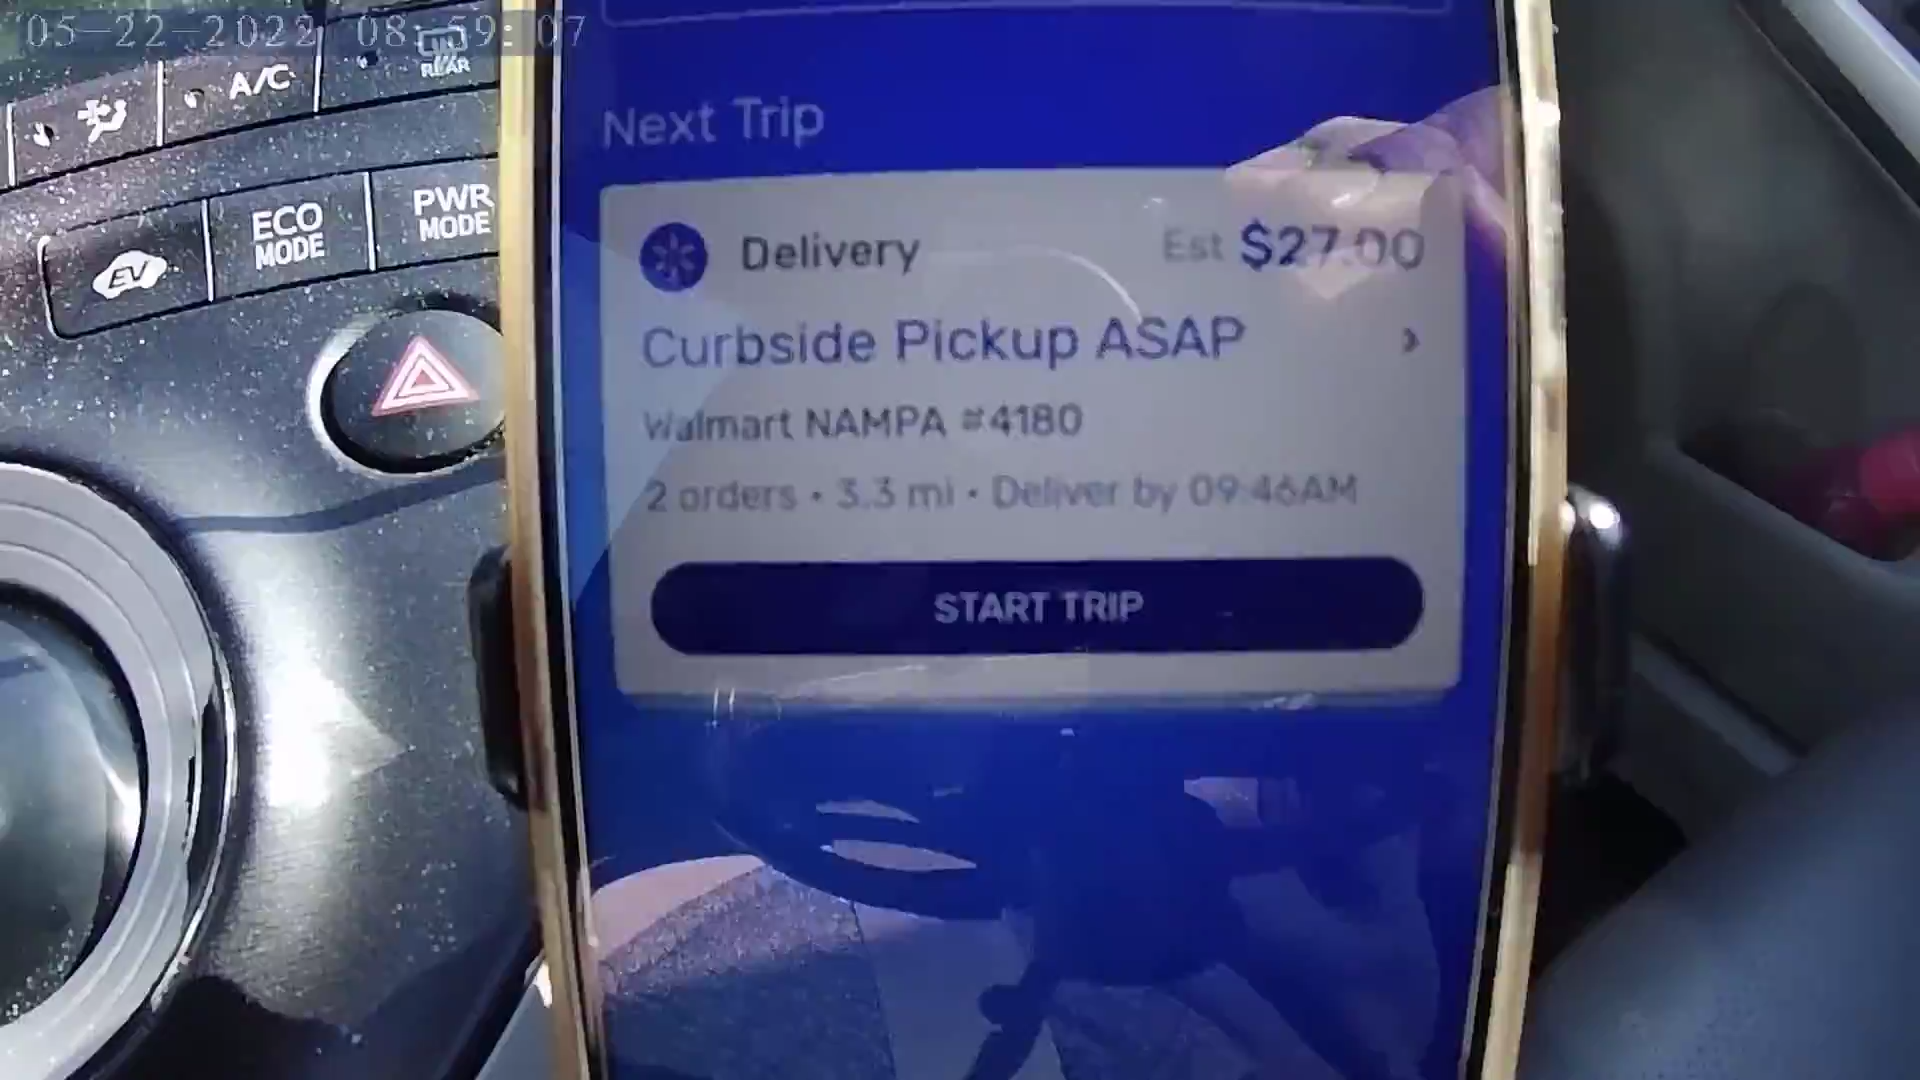 05-22-2022 08:59:07
REAR
A/C
ECO
MODE
PWR
MODE
EV
Next Trip
Delivery Est $27.00
Curbside Pickup ASAP
Walmart NAMPA #4180
2 orders • 3.3 mi • Deliver by 09:46AM
START TRIP